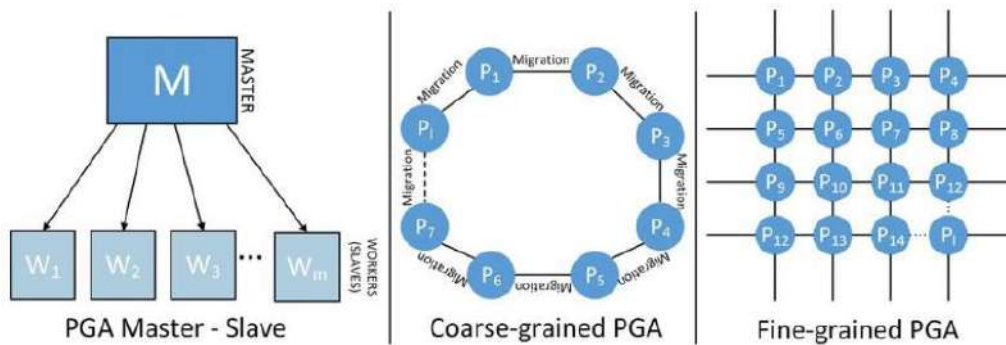 M
MASTER
W₁ W₂ W₃ ... Wₘ
WORKERS
(SLAVES)
PGA Master - Slave
Migration
P₁
Migration
P₂
Migration
P₃
Migration
P₄
Migration
P₅
Migration
P₆
Migration
P₇
Migration
Pₗ
Coarse-grained PGA
P₁ P₂ P₃ P₄
P₅ P₆ P₇ P₈
P₉ P₁₀ P₁₁ P₁₂
P₁₂ P₁₃ P₁₄ ... Pₗ
Fine-grained PGA